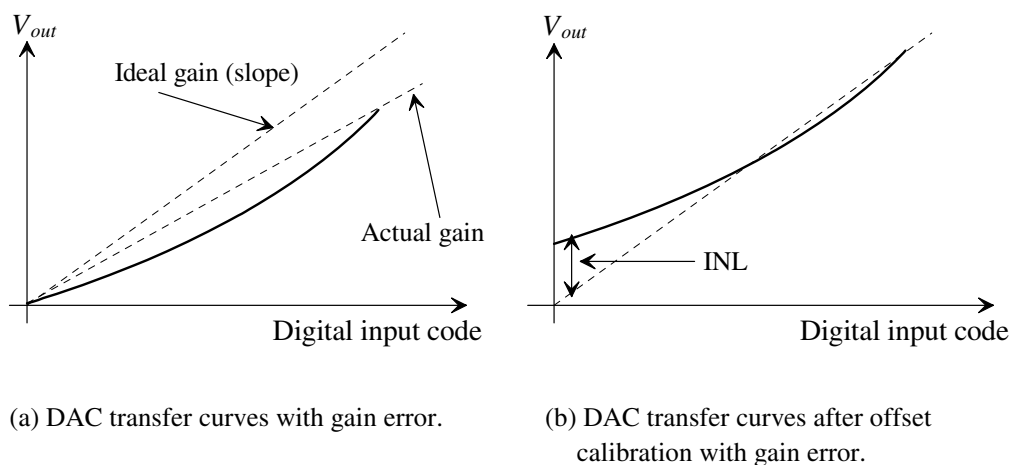 V_out
Ideal gain (slope)
Actual gain
Digital input code
(a) DAC transfer curves with gain error.
V_out
INL
Digital input code
(b) DAC transfer curves after offset
calibration with gain error.